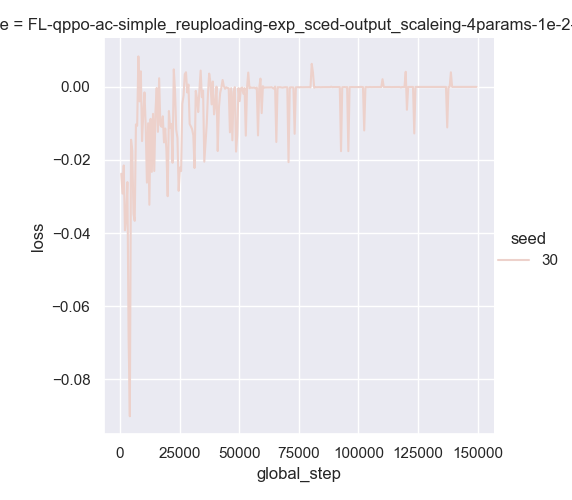 e = FL-qppo-ac-simple_reuploading-exp_sced-output_scaleing-4params-1e-2-
0.00
−0.02
−0.04
−0.06
−0.08
loss
0 25000 50000 75000 100000 125000 150000
global_step
seed
30